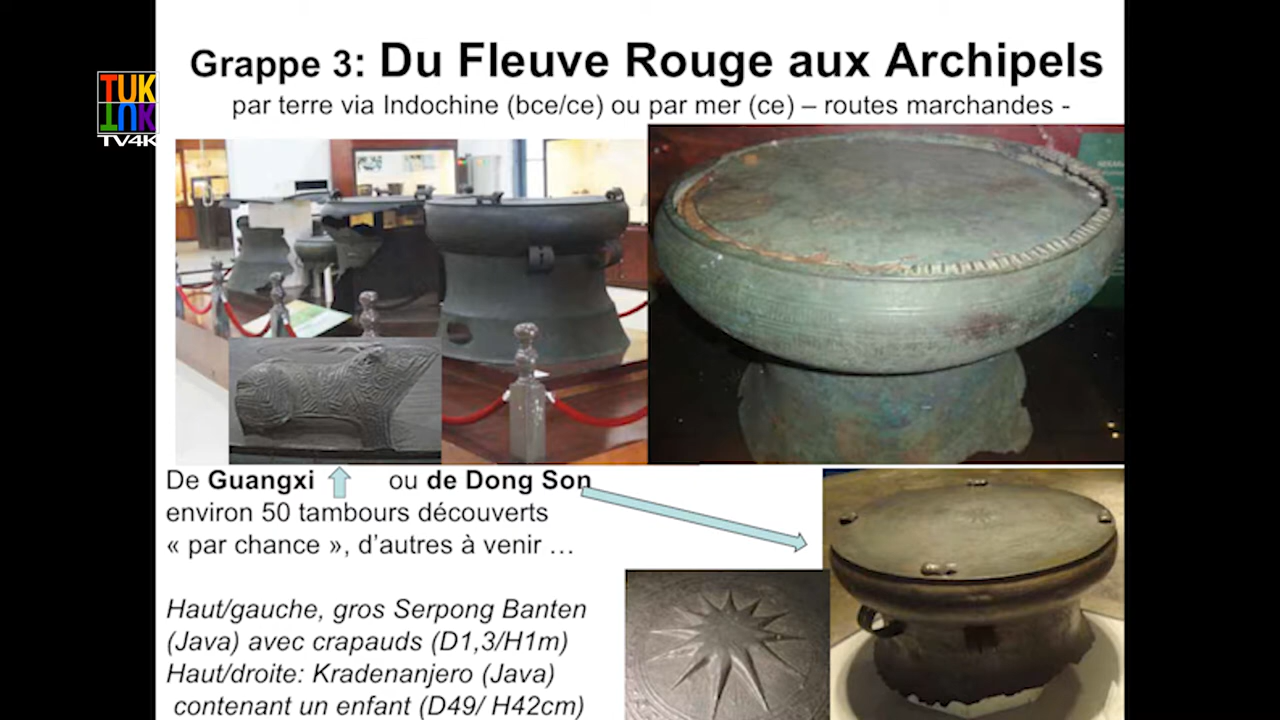 Grappe 3: Du Fleuve Rouge aux Archipels
par terre via Indochine (bce/ce) ou par mer (ce) – routes marchandes -
TUK
TUK
TV4K
De Guangxi ou de Dong Son
environ 50 tambours découverts
« par chance », d’autres à venir …
Haut/gauche, gros Serpong Banten
(Java) avec crapauds (D1,3/H1m)
Haut/droite: Kradenanjero (Java)
contenant un enfant (D49/ H42cm)